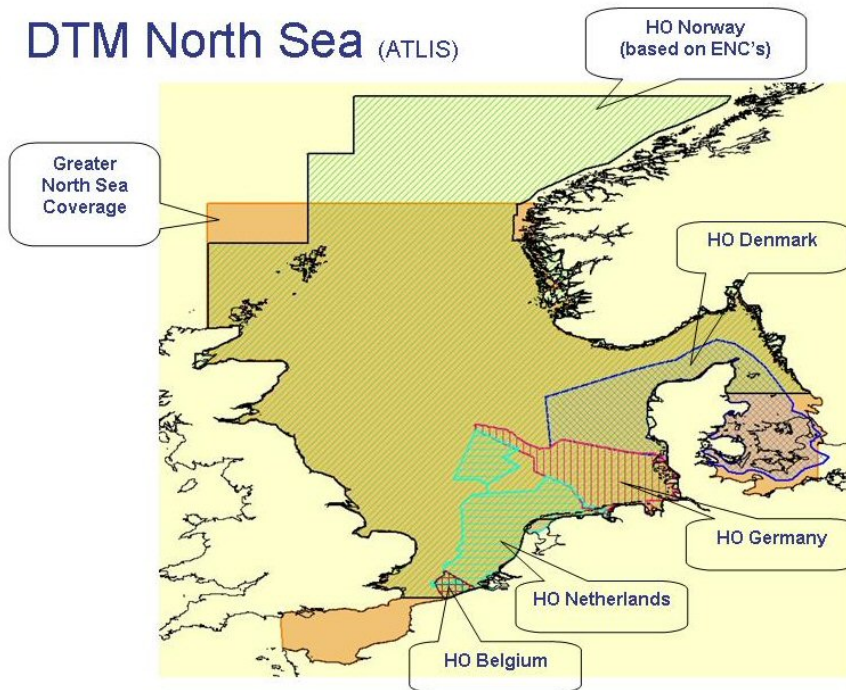 DTM North Sea (ATLIS)
HO Norway
(based on ENC's)
Greater
North Sea
Coverage
HO Denmark
HO Germany
HO Netherlands
HO Belgium